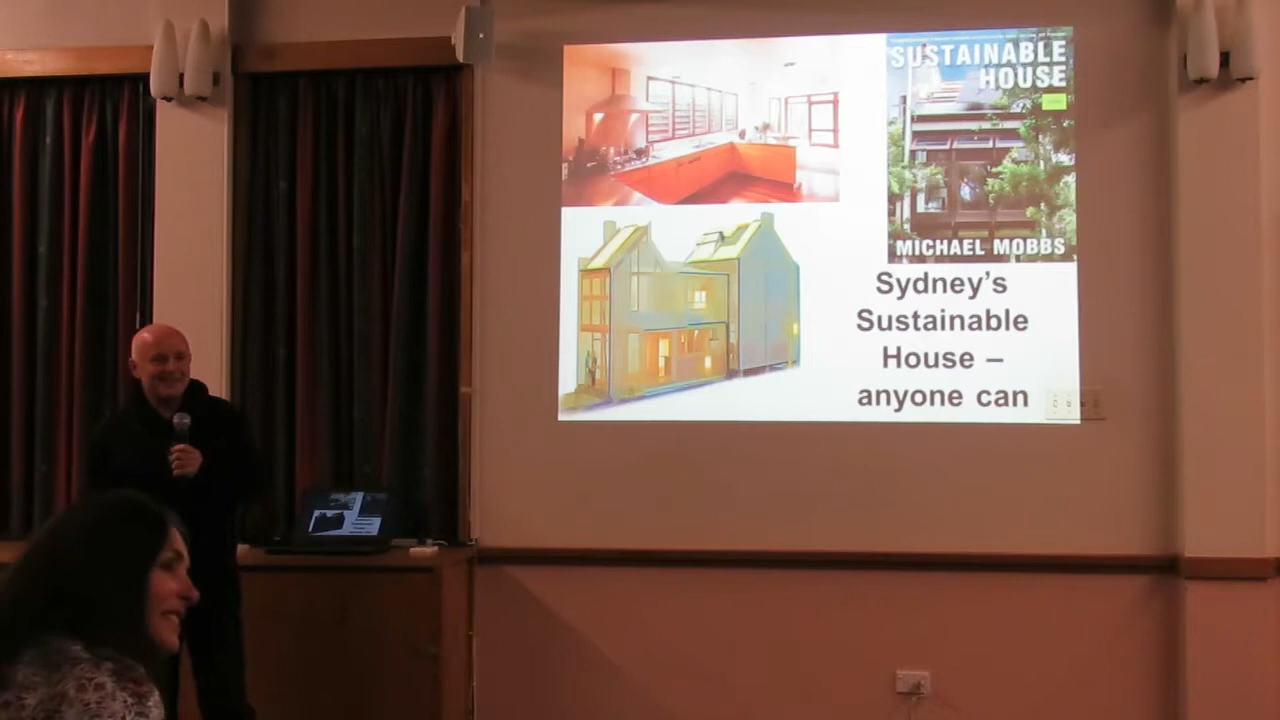 SUSTAINABLE
HOUSE
MICHAEL MOBBS
Sydney's
Sustainable
House –
anyone can